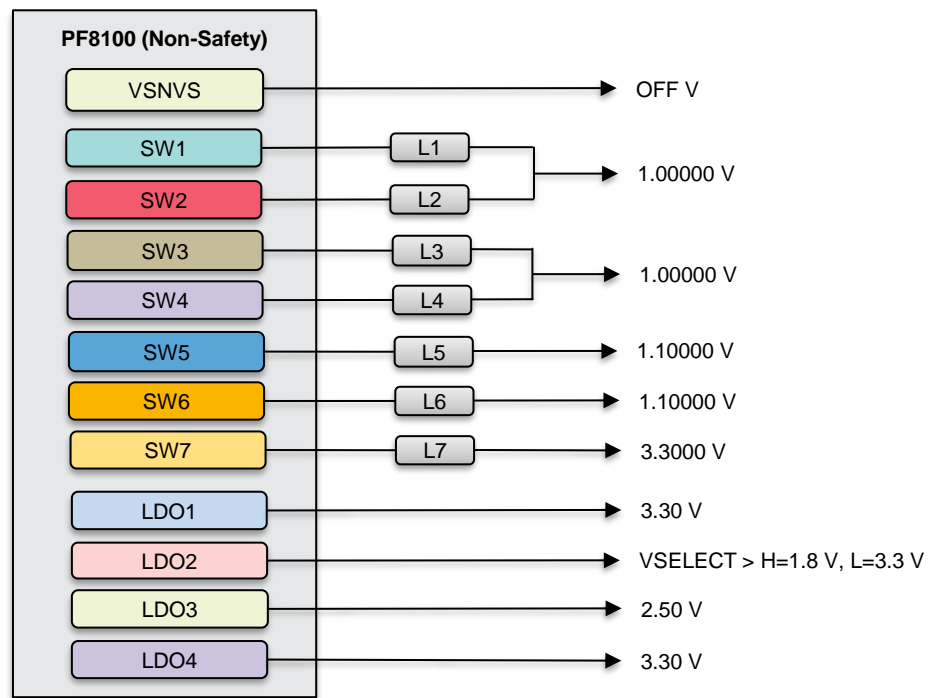 PF8100 (Non-Safety)
VSNVS
OFF V
SW1
L1
1.00000 V
SW2
L2
SW3
L3
1.00000 V
SW4
L4
SW5
L5
1.10000 V
SW6
L6
1.10000 V
SW7
L7
3.3000 V
LDO1
3.30 V
LDO2
VSELECT > H=1.8 V, L=3.3 V
LDO3
2.50 V
LDO4
3.30 V